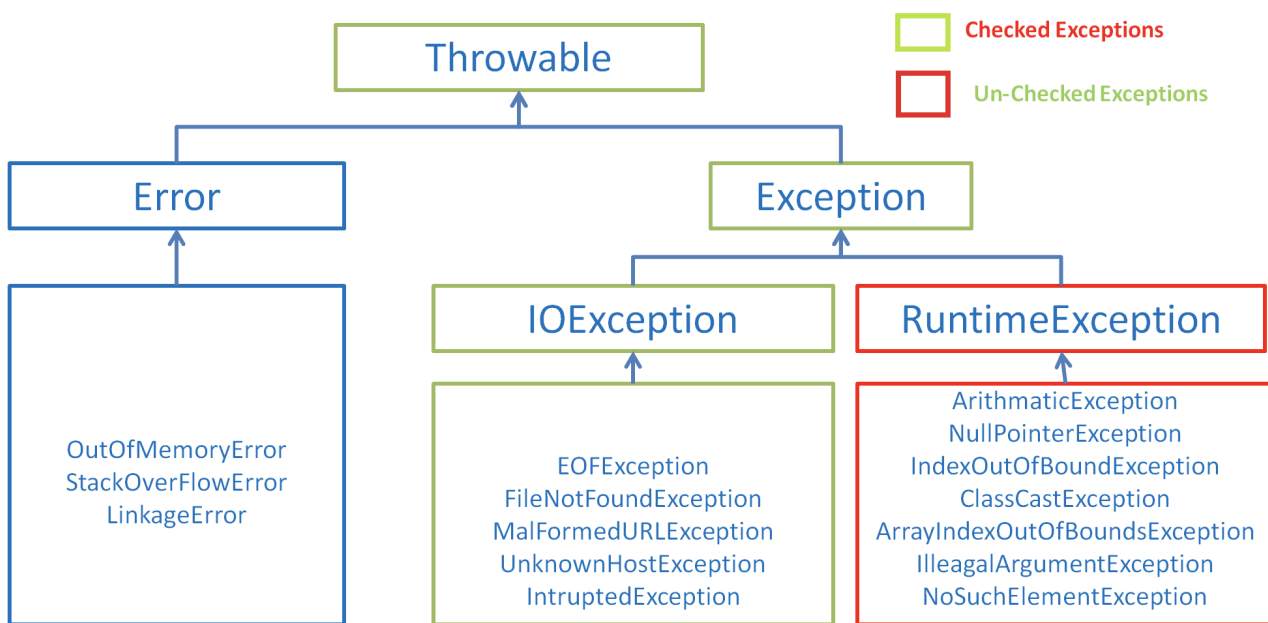 Throwable
Checked Exceptions
Un-Checked Exceptions
Error
Exception
IOException
RuntimeException
OutOfMemoryError
StackOverFlowError
LinkageError
EOFException
FileNotFoundException
MalFormedURLException
UnknownHostException
IntruptedException
ArithmaticException
NullPointerException
IndexOutOfBoundException
ClassCastException
ArrayIndexOutOfBoundsException
IlleagalArgumentException
NoSuchElementException